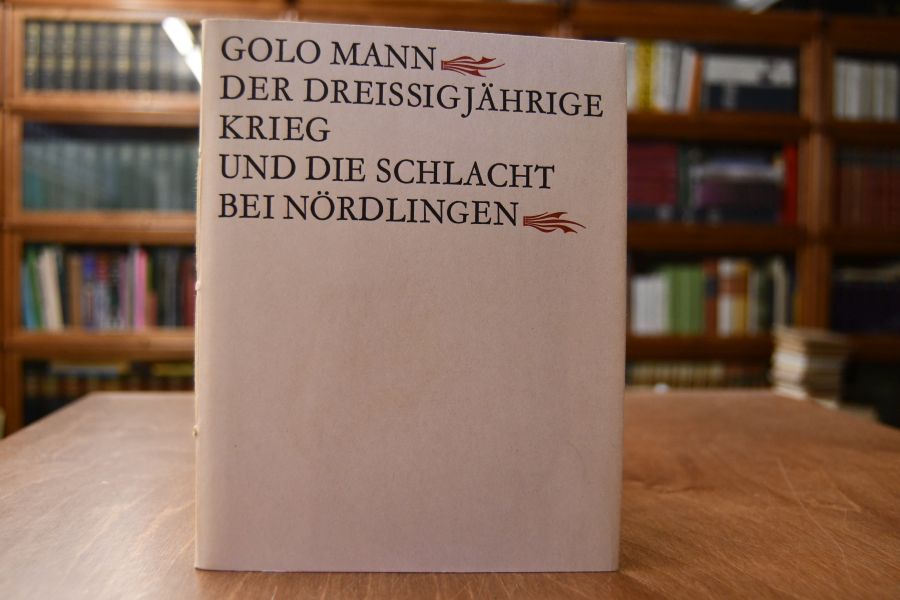 GOLO MANN
DER DREISSIGJÄHRIGE
KRIEG
UND DIE SCHLACHT
BEI NÖRDLINGEN